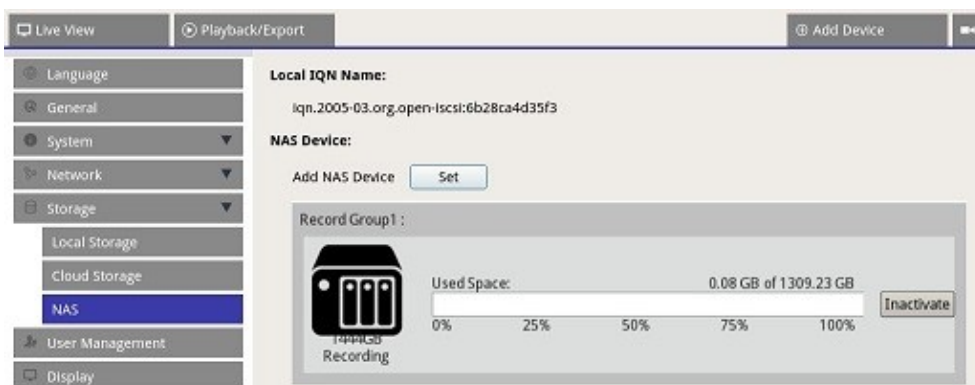 Live View
Playback/Export
Add Device
Language
General
System
Network
Storage
Local Storage
Cloud Storage
NAS
User Management
Display
Local IQN Name:
iqn.2005-03.org.open-iscsi:6b28ca4d35f3
NAS Device:
Add NAS Device Set
Record Group1 :
1444GB
Recording
Used Space: 0.08 GB of 1309.23 GB
0% 25% 50% 75% 100%
Inactivate